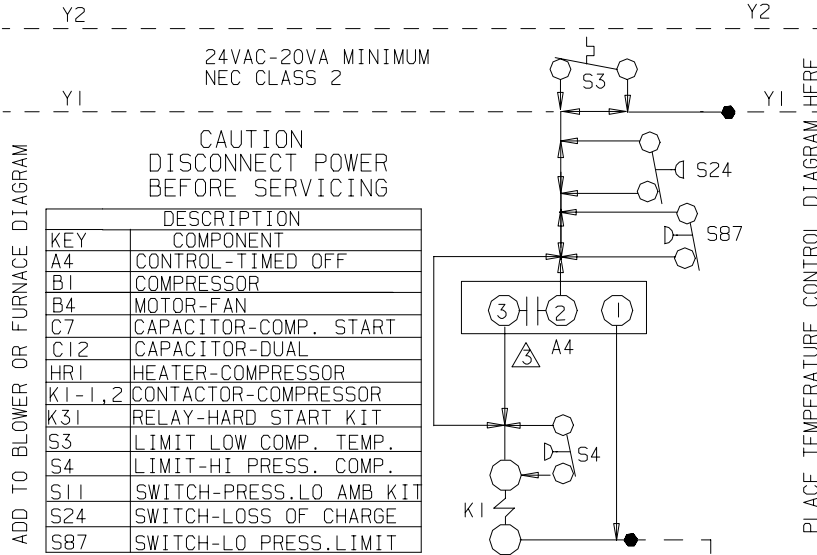 Y2
Y2
24VAC-20VA MINIMUM
NEC CLASS 2
S3
Y1
Y1
CAUTION
DISCONNECT POWER
BEFORE SERVICING
S24
S87
DESCRIPTION
KEY COMPONENT
A4 CONTROL-TIMED OFF
B1 COMPRESSOR
B4 MOTOR-FAN
C7 CAPACITOR-COMP. START
C12 CAPACITOR-DUAL
HR1 HEATER-COMPRESSOR
K1-1,2 CONTACTOR-COMPRESSOR
K31 RELAY-HARD START KIT
S3 LIMIT LOW COMP. TEMP.
S4 LIMIT-HI PRESS. COMP.
S11 SWITCH-PRESS.LO AMB KIT
S24 SWITCH-LOSS OF CHARGE
S87 SWITCH-LO PRESS.LIMIT
3 2 1
3 A4
S4
K1
ADD TO BLOWER OR FURNACE DIAGRAM
PLACE TEMPERATURE CONTROL DIAGRAM HERE